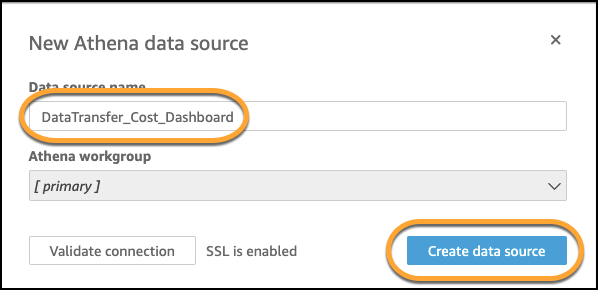 New Athena data source
Data source name
DataTransfer_Cost_Dashboard
Athena workgroup
[ primary ]
Validate connection SSL is enabled Create data source